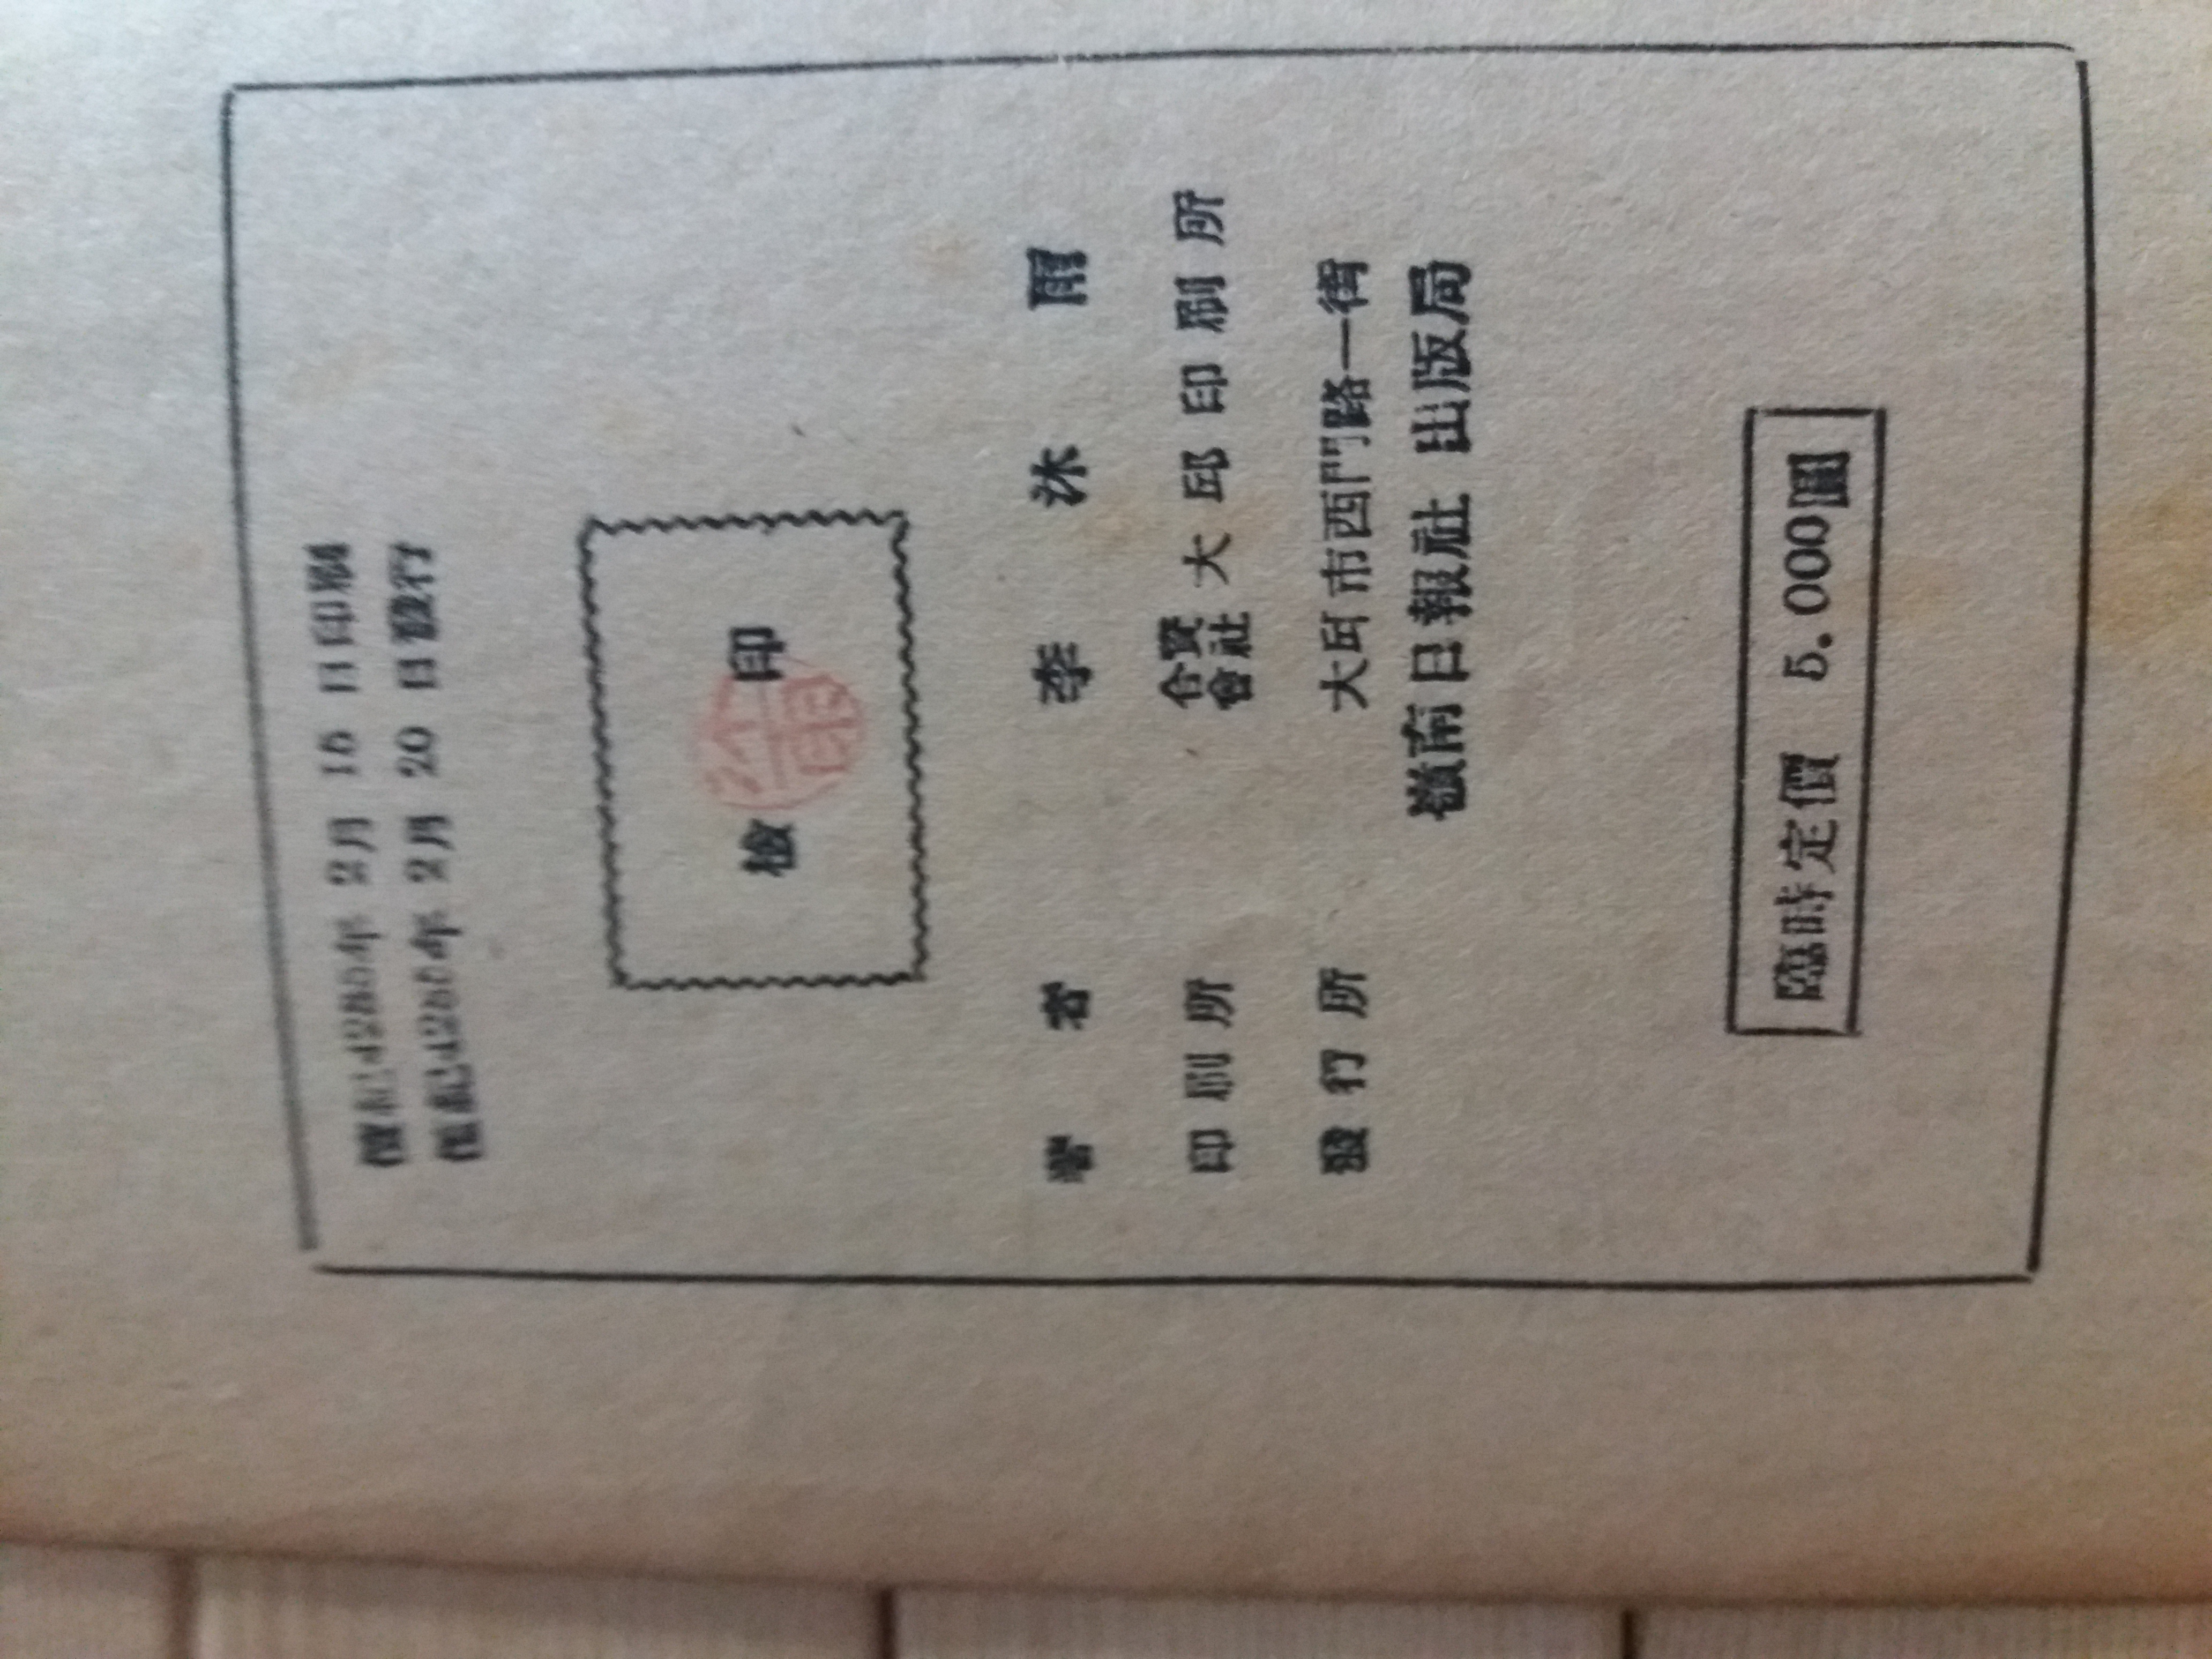 檀紀4285年 2月 15 日印刷
檀紀4285年 2月 20 日發行
檢 印
著 者 李 沐 雨
印 刷 所 合資會社 大 邱 印 刷 所
發 行 所 大邱市西門路一街
嶺南日報社 出版局
臨時定價 5.000圓